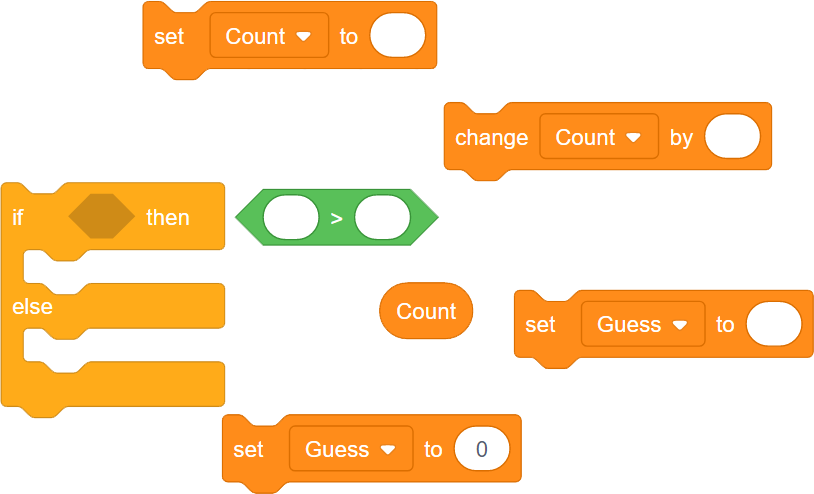 set Count to
change Count by
if then
>
else
Count
set Guess to
set Guess to 0